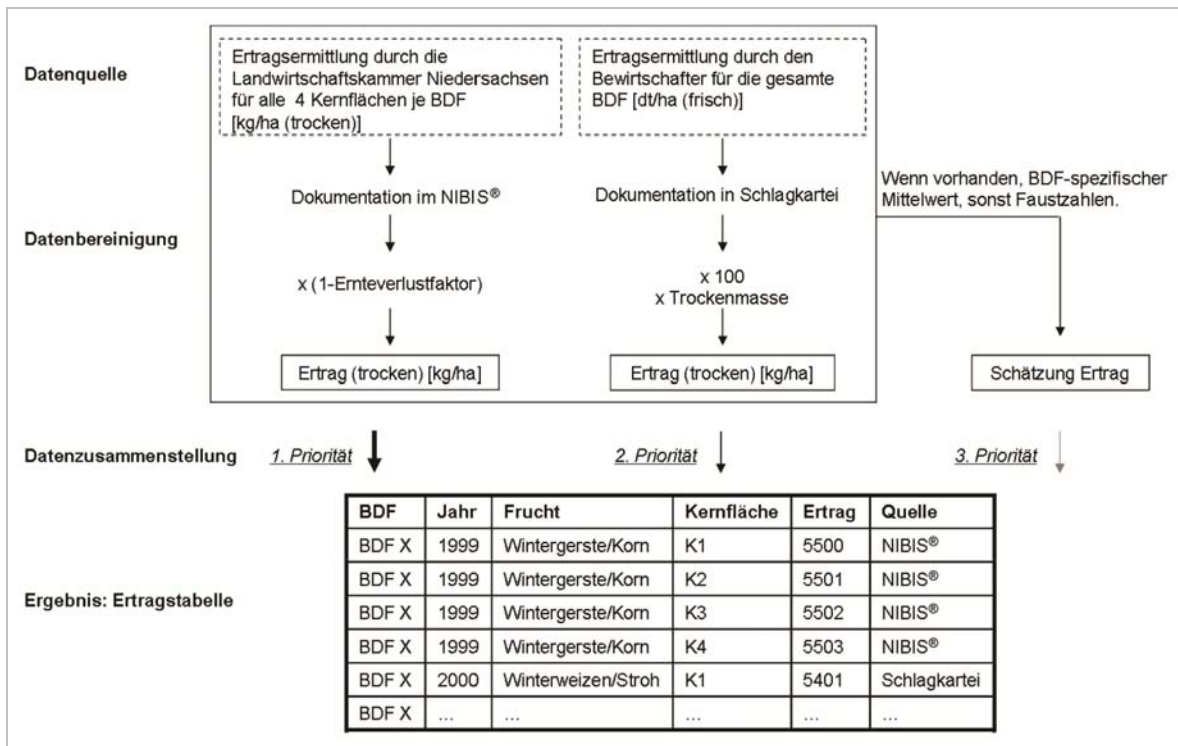 Datenquelle
Ertragsermittlung durch die
Landwirtschaftskammer Niedersachsen
für alle 4 Kernflächen je BDF
[kg/ha (trocken)]
Ertragsermittlung durch den
Bewirtschafter für die gesamte
BDF [dt/ha (frisch)]
Dokumentation im NIBIS®
Dokumentation in Schlagkartei
Wenn vorhanden, BDF-spezifischer
Mittelwert, sonst Faustzahlen.
Datenbereinigung
x (1-Ernteverlustfaktor)
x 100
x Trockenmasse
Ertrag (trocken) [kg/ha]
Ertrag (trocken) [kg/ha]
Schätzung Ertrag
Datenzusammenstellung
1. Priorität
2. Priorität
3. Priorität
Ergebnis: Ertragstabelle
BDF Jahr Frucht Kernfläche Ertrag Quelle
BDF X 1999 Wintergerste/Korn K1 5500 NIBIS®
BDF X 1999 Wintergerste/Korn K2 5501 NIBIS®
BDF X 1999 Wintergerste/Korn K3 5502 NIBIS®
BDF X 1999 Wintergerste/Korn K4 5503 NIBIS®
BDF X 2000 Winterweizen/Stroh K1 5401 Schlagkartei
BDF X ... ... ... ... ...